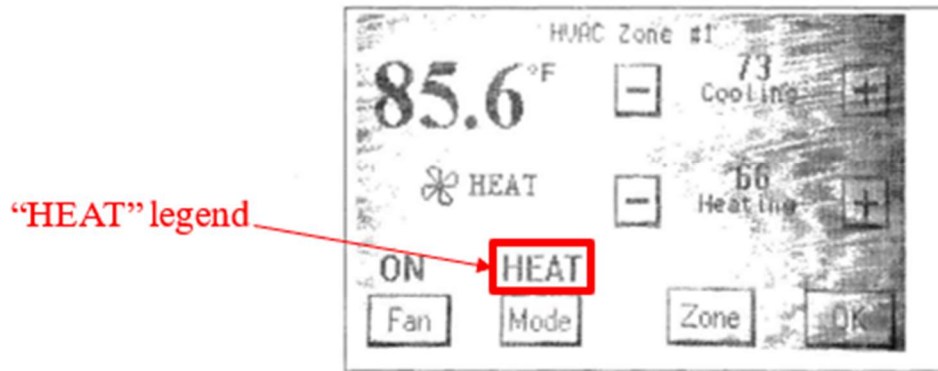 HVAC Zone #1
85.6 °F
- 73 +
Cooling
HEAT
- 66 +
Heating
"HEAT" legend
ON HEAT
Fan Mode Zone OK